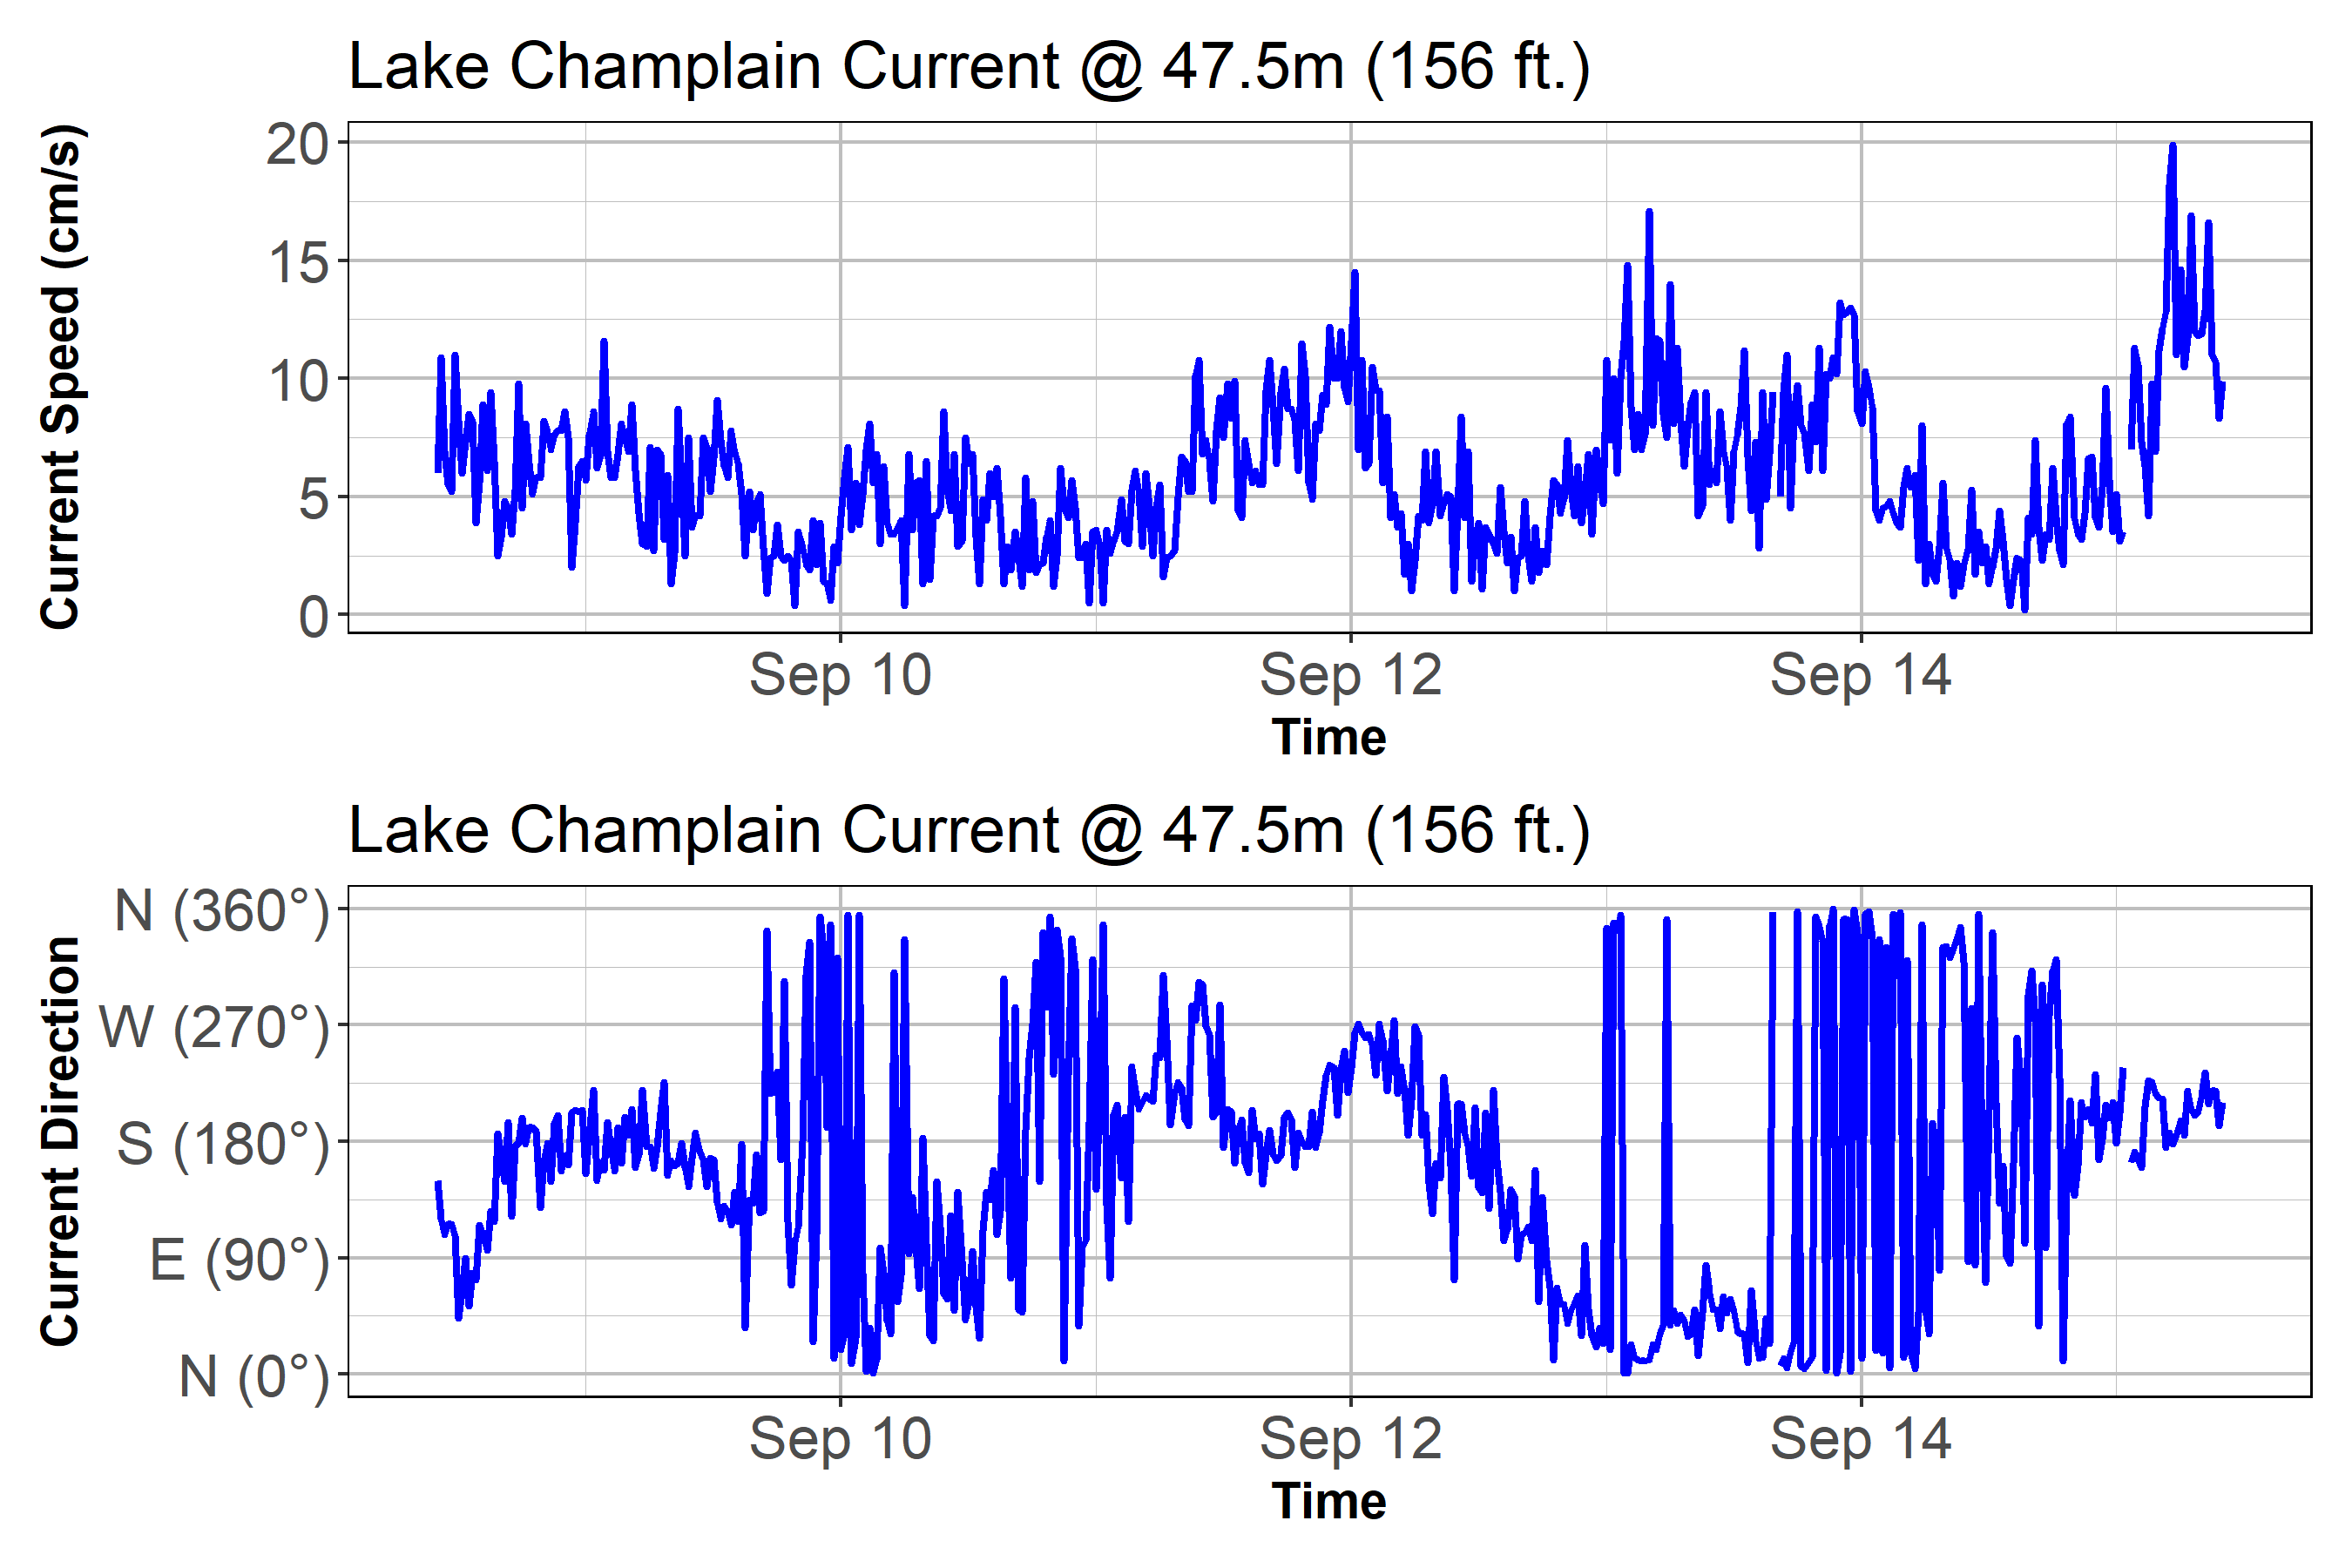 Lake Champlain Current @ 47.5m (156 ft.)
Current Speed (cm/s)
20
15
10
5
0
Sep 10 Sep 12 Sep 14
Time
Lake Champlain Current @ 47.5m (156 ft.)
Current Direction
N (360°)
W (270°)
S (180°)
E (90°)
N (0°)
Sep 10 Sep 12 Sep 14
Time